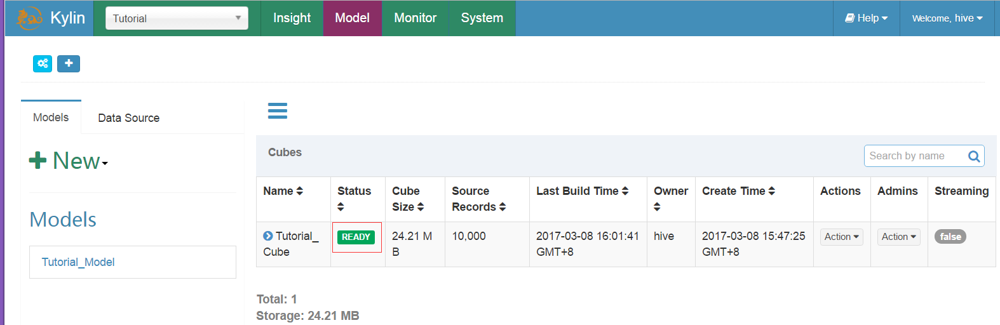 Kylin Tutorial Insight Model Monitor System Help Welcome, hive
Models Data Source
New
Models
Tutorial_Model
Cubes Search by name
Name Status Cube Source Last Build Time Owner Create Time Actions Admins Streaming
Size Records
Tutorial_ READY 24.21 M 10,000 2017-03-08 16:01:41 hive 2017-03-08 15:47:25 Action Action false
Cube B GMT+8 GMT+8
Total: 1
Storage: 24.21 MB